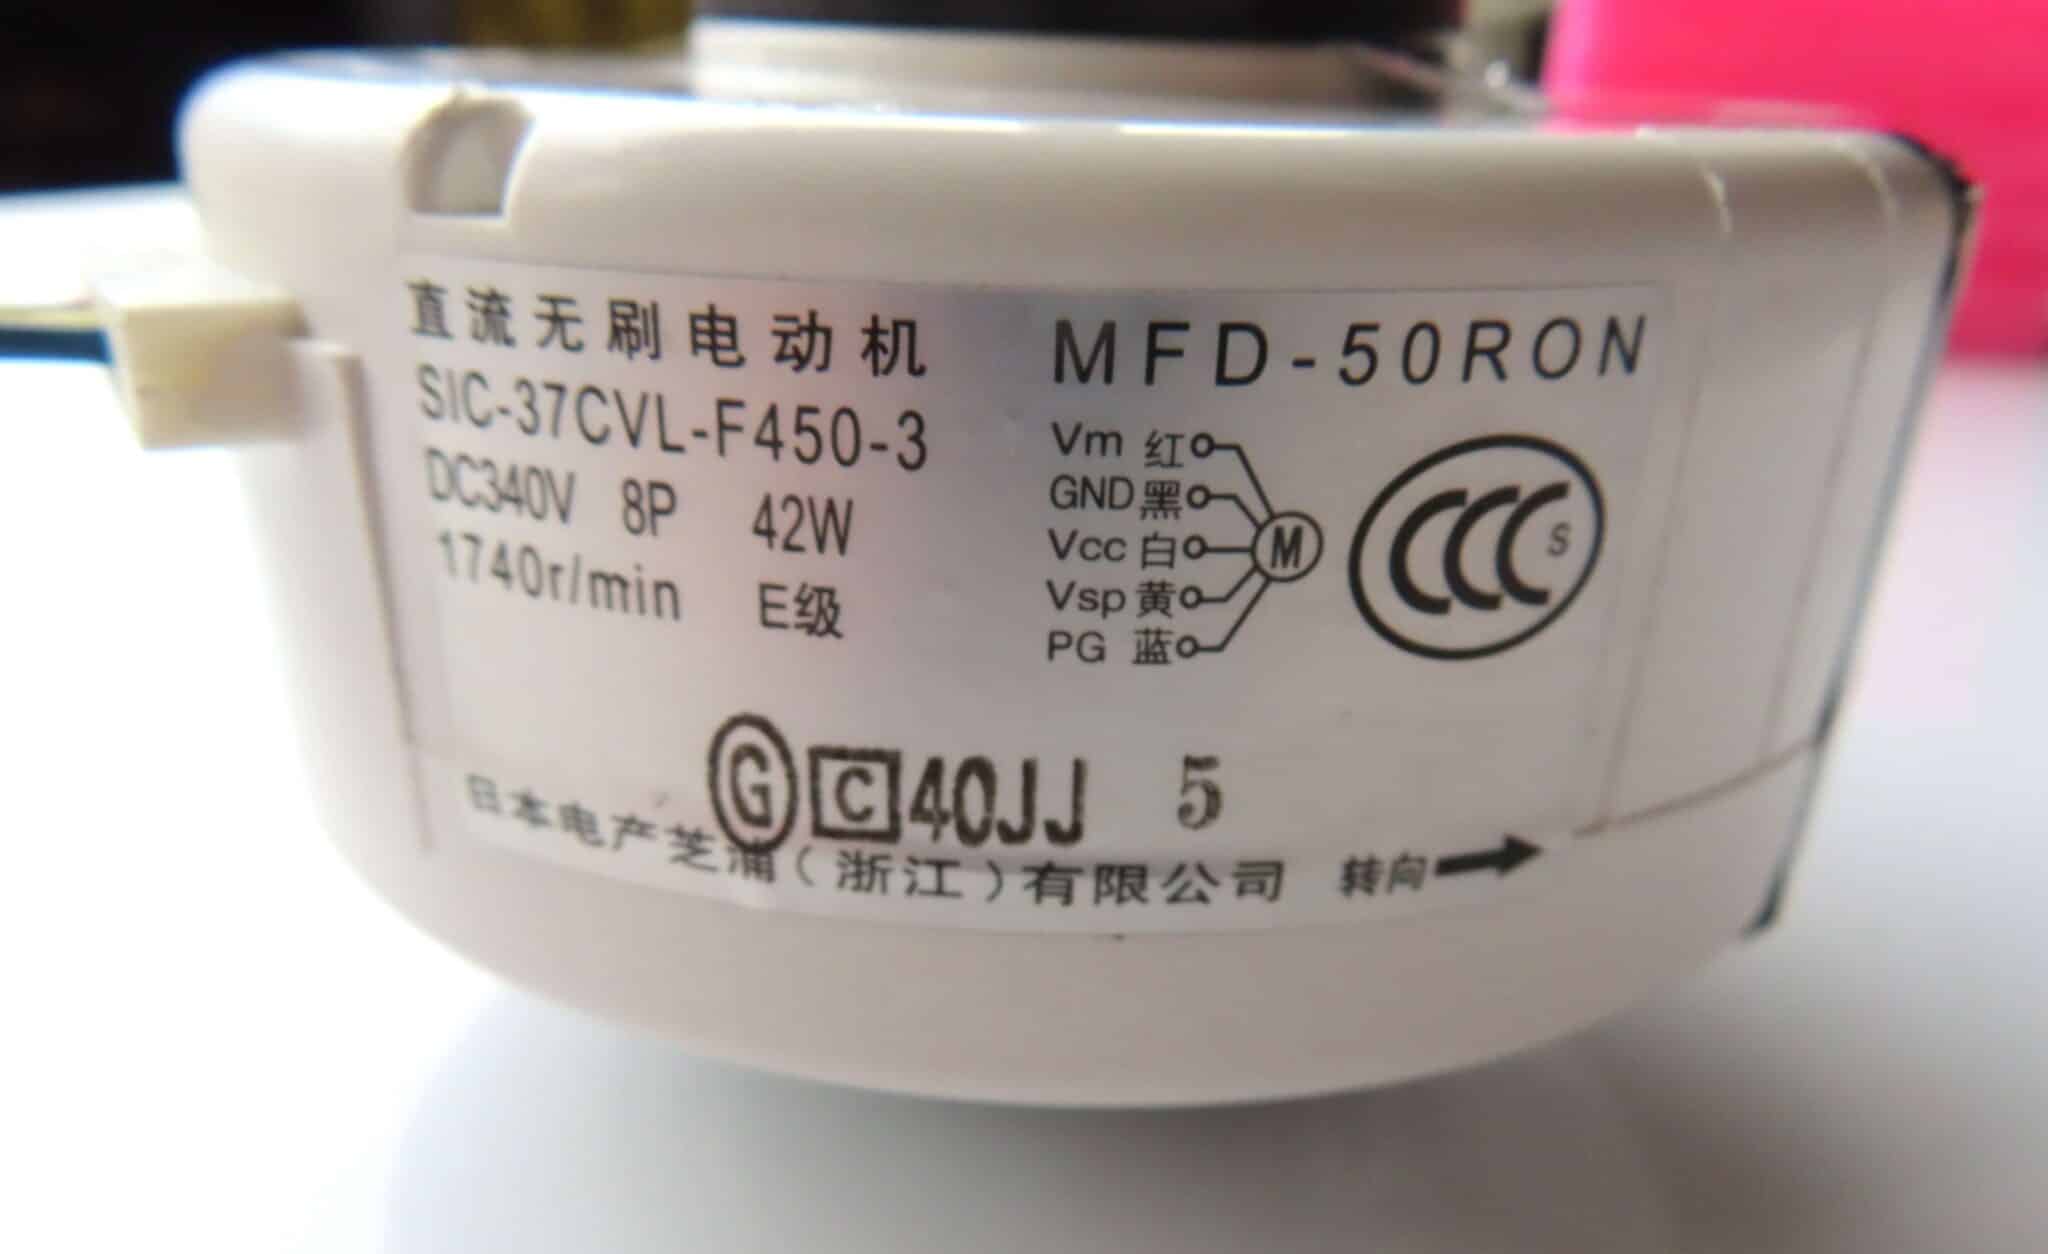 直流无刷电动机 MFD-50RON
SIC-37CVL-F450-3
DC340V 8P 42W
1740r/min E级
Vm 红
GND 黑
Vcc 白
Vsp 黄
PG 蓝
M
CCC S
G C 40JJ 5
日本电产芝浦（浙江）有限公司 转向